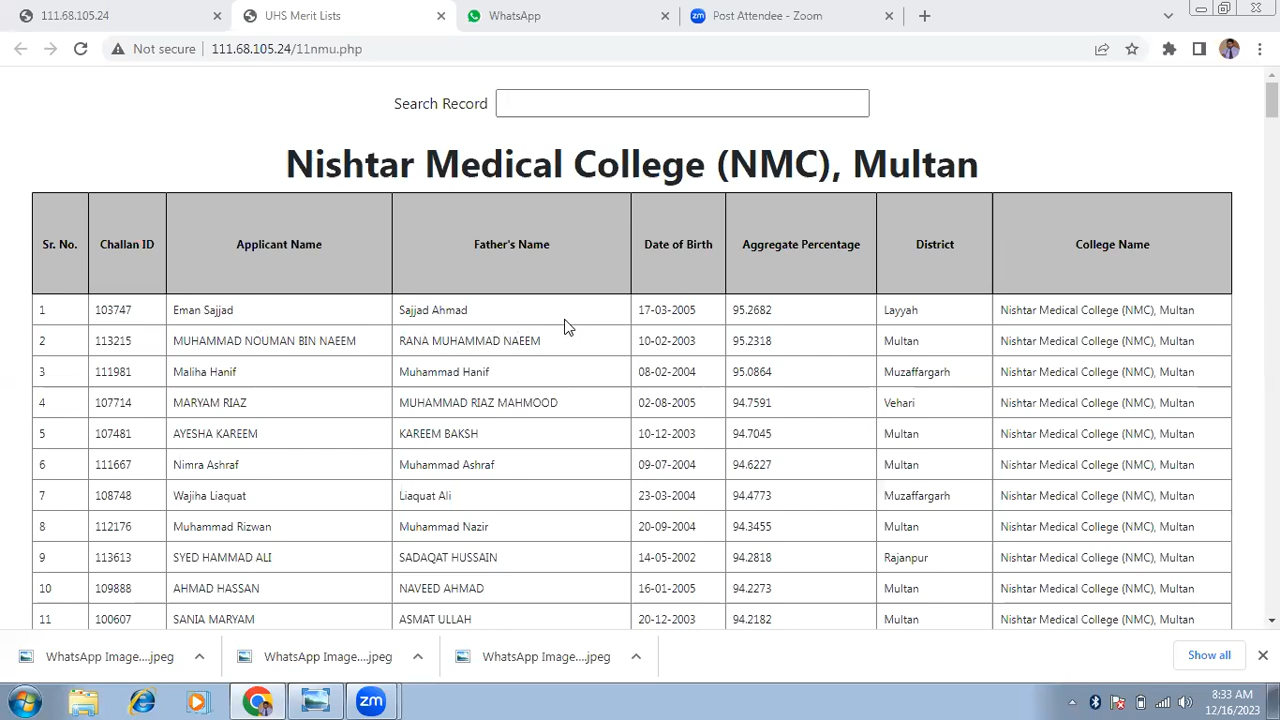 111.68.105.24 UHS Merit Lists WhatsApp Post Attendee - Zoom
Not secure 111.68.105.24/11nmu.php
Search Record
Nishtar Medical College (NMC), Multan
Sr. No. Challan ID Applicant Name Father's Name Date of Birth Aggregate Percentage District College Name
1 103747 Eman Sajjad Sajjad Ahmad 17-03-2005 95.2682 Layyah Nishtar Medical College (NMC), Multan
2 113215 MUHAMMAD NOUMAN BIN NAEEM RANA MUHAMMAD NAEEM 10-02-2003 95.2318 Multan Nishtar Medical College (NMC), Multan
3 111981 Maliha Hanif Muhammad Hanif 08-02-2004 95.0864 Muzaffargarh Nishtar Medical College (NMC), Multan
4 107714 MARYAM RIAZ MUHAMMAD RIAZ MAHMOOD 02-08-2005 94.7591 Vehari Nishtar Medical College (NMC), Multan
5 107481 AYESHA KAREEM KAREEM BAKSH 10-12-2003 94.7045 Multan Nishtar Medical College (NMC), Multan
6 111667 Nimra Ashraf Muhammad Ashraf 09-07-2004 94.6227 Multan Nishtar Medical College (NMC), Multan
7 108748 Wajiha Liaquat Liaquat Ali 23-03-2004 94.4773 Muzaffargarh Nishtar Medical College (NMC), Multan
8 112176 Muhammad Rizwan Muhammad Nazir 20-09-2004 94.3455 Multan Nishtar Medical College (NMC), Multan
9 113613 SYED HAMMAD ALI SADAQAT HUSSAIN 14-05-2002 94.2818 Rajanpur Nishtar Medical College (NMC), Multan
10 109888 AHMAD HASSAN NAVEED AHMAD 16-01-2005 94.2273 Multan Nishtar Medical College (NMC), Multan
11 100607 SANIA MARYAM ASMAT ULLAH 20-12-2003 94.2182 Multan Nishtar Medical College (NMC), Multan
WhatsApp Image....jpeg WhatsApp Image....jpeg WhatsApp Image....jpeg Show all
zm 8:33 AM
12/16/2023